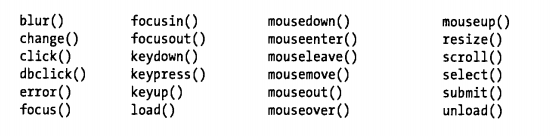 blur() focusin() mousedown() mouseup()
change() focusout() mouseenter() resize()
click() keydown() mouseleave() scroll()
dblclick() keypress() mousemove() select()
error() keyup() mouseout() submit()
focus() load() mouseover() unload()